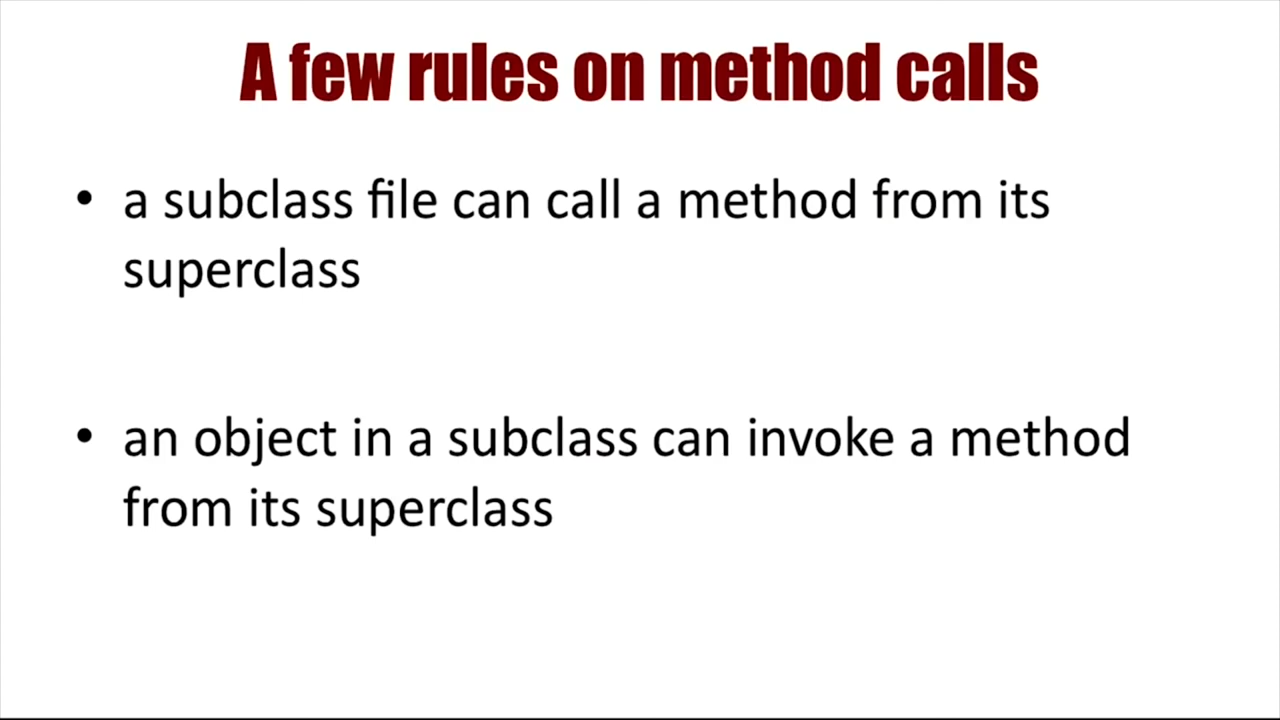 A few rules on method calls
• a subclass file can call a method from its
superclass
• an object in a subclass can invoke a method
from its superclass